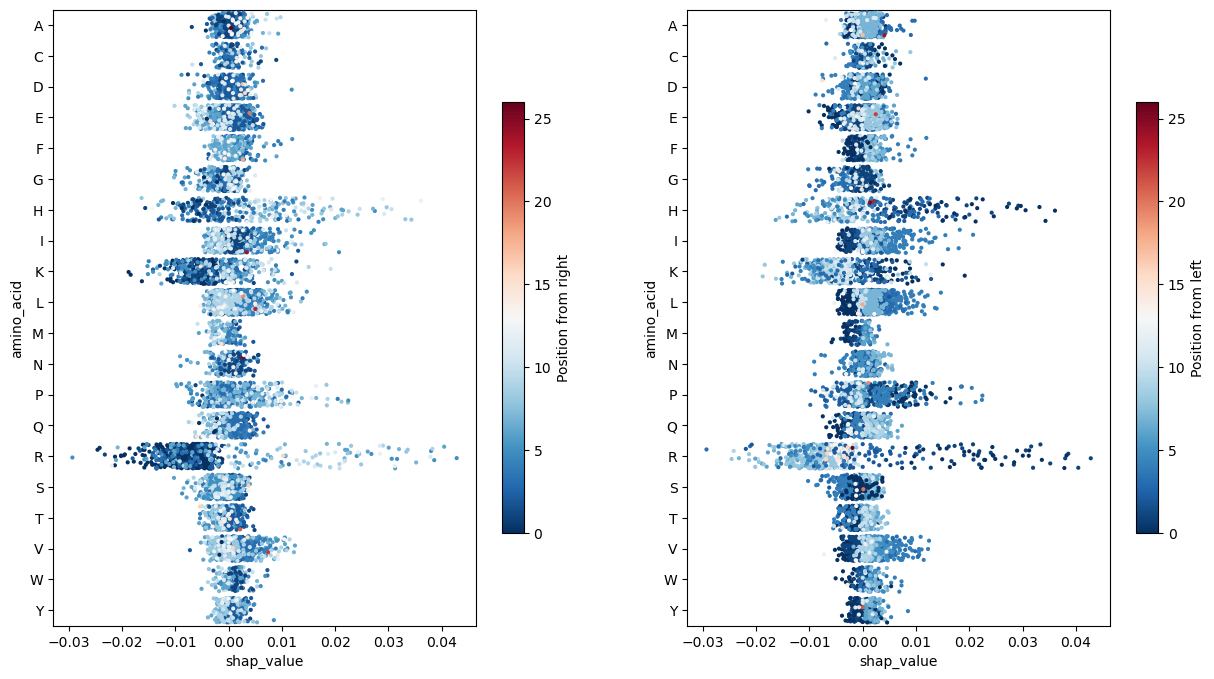 A
C
D
E
F
G
H
I
K
L
M
N
P
Q
R
S
T
V
W
Y
amino_acid
−0.03 −0.02 −0.01 0.00 0.01 0.02 0.03 0.04
shap_value
25
20
15
10
5
0
Position from right
A
C
D
E
F
G
H
I
K
L
M
N
P
Q
R
S
T
V
W
Y
amino_acid
−0.03 −0.02 −0.01 0.00 0.01 0.02 0.03 0.04
shap_value
25
20
15
10
5
0
Position from left